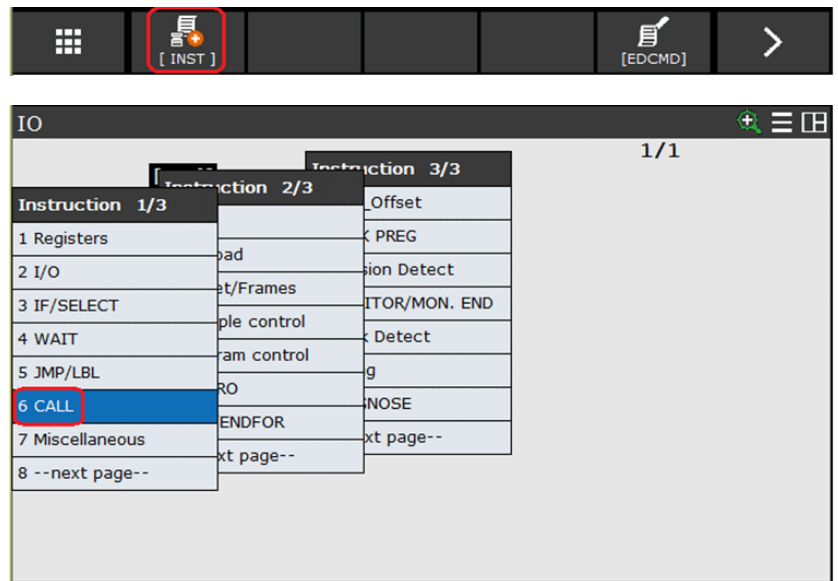 [ INST ]
[EDCMD]
IO
1/1
Instruction 3/3
_Offset
PREG
sion Detect
ITOR/MON. END
Detect
g
GNOSE
xt page--
Instruction 2/3
oad
et/Frames
ple control
ram control
RO
ENDFOR
xt page--
Instruction 1/3
1 Registers
2 I/O
3 IF/SELECT
4 WAIT
5 JMP/LBL
6 CALL
7 Miscellaneous
8 --next page--